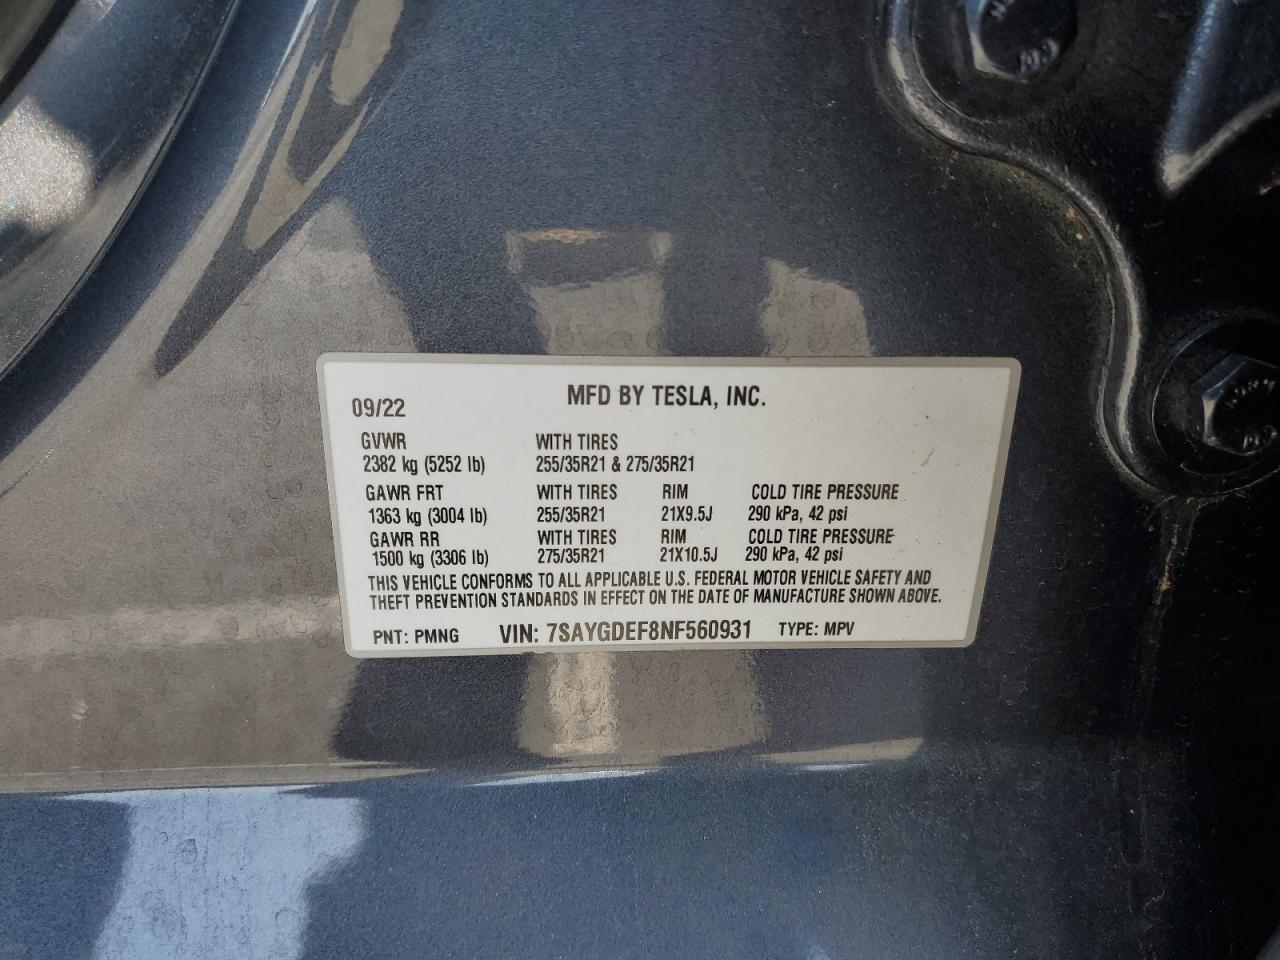 MFD BY TESLA, INC.
09/22
GVWR WITH TIRES
2382 kg (5252 lb) 255/35R21 & 275/35R21
GAWR FRT WITH TIRES RIM COLD TIRE PRESSURE
1363 kg (3004 lb) 255/35R21 21X9.5J 290 kPa, 42 psi
GAWR RR WITH TIRES RIM COLD TIRE PRESSURE
1500 kg (3306 lb) 275/35R21 21X10.5J 290 kPa, 42 psi
THIS VEHICLE CONFORMS TO ALL APPLICABLE U.S. FEDERAL MOTOR VEHICLE SAFETY AND
THEFT PREVENTION STANDARDS IN EFFECT ON THE DATE OF MANUFACTURE SHOWN ABOVE.
PNT: PMNG VIN: 7SAYGDEF8NF560931 TYPE: MPV